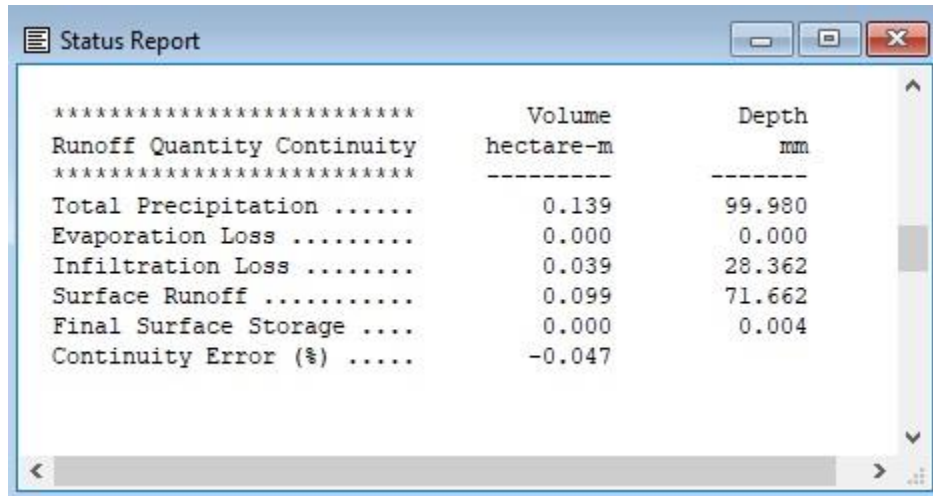 Status Report
************************** Volume Depth
Runoff Quantity Continuity hectare-m mm
************************** --------- -------
Total Precipitation ...... 0.139 99.980
Evaporation Loss ......... 0.000 0.000
Infiltration Loss ........ 0.039 28.362
Surface Runoff ........... 0.099 71.662
Final Surface Storage .... 0.000 0.004
Continuity Error (%) ..... -0.047